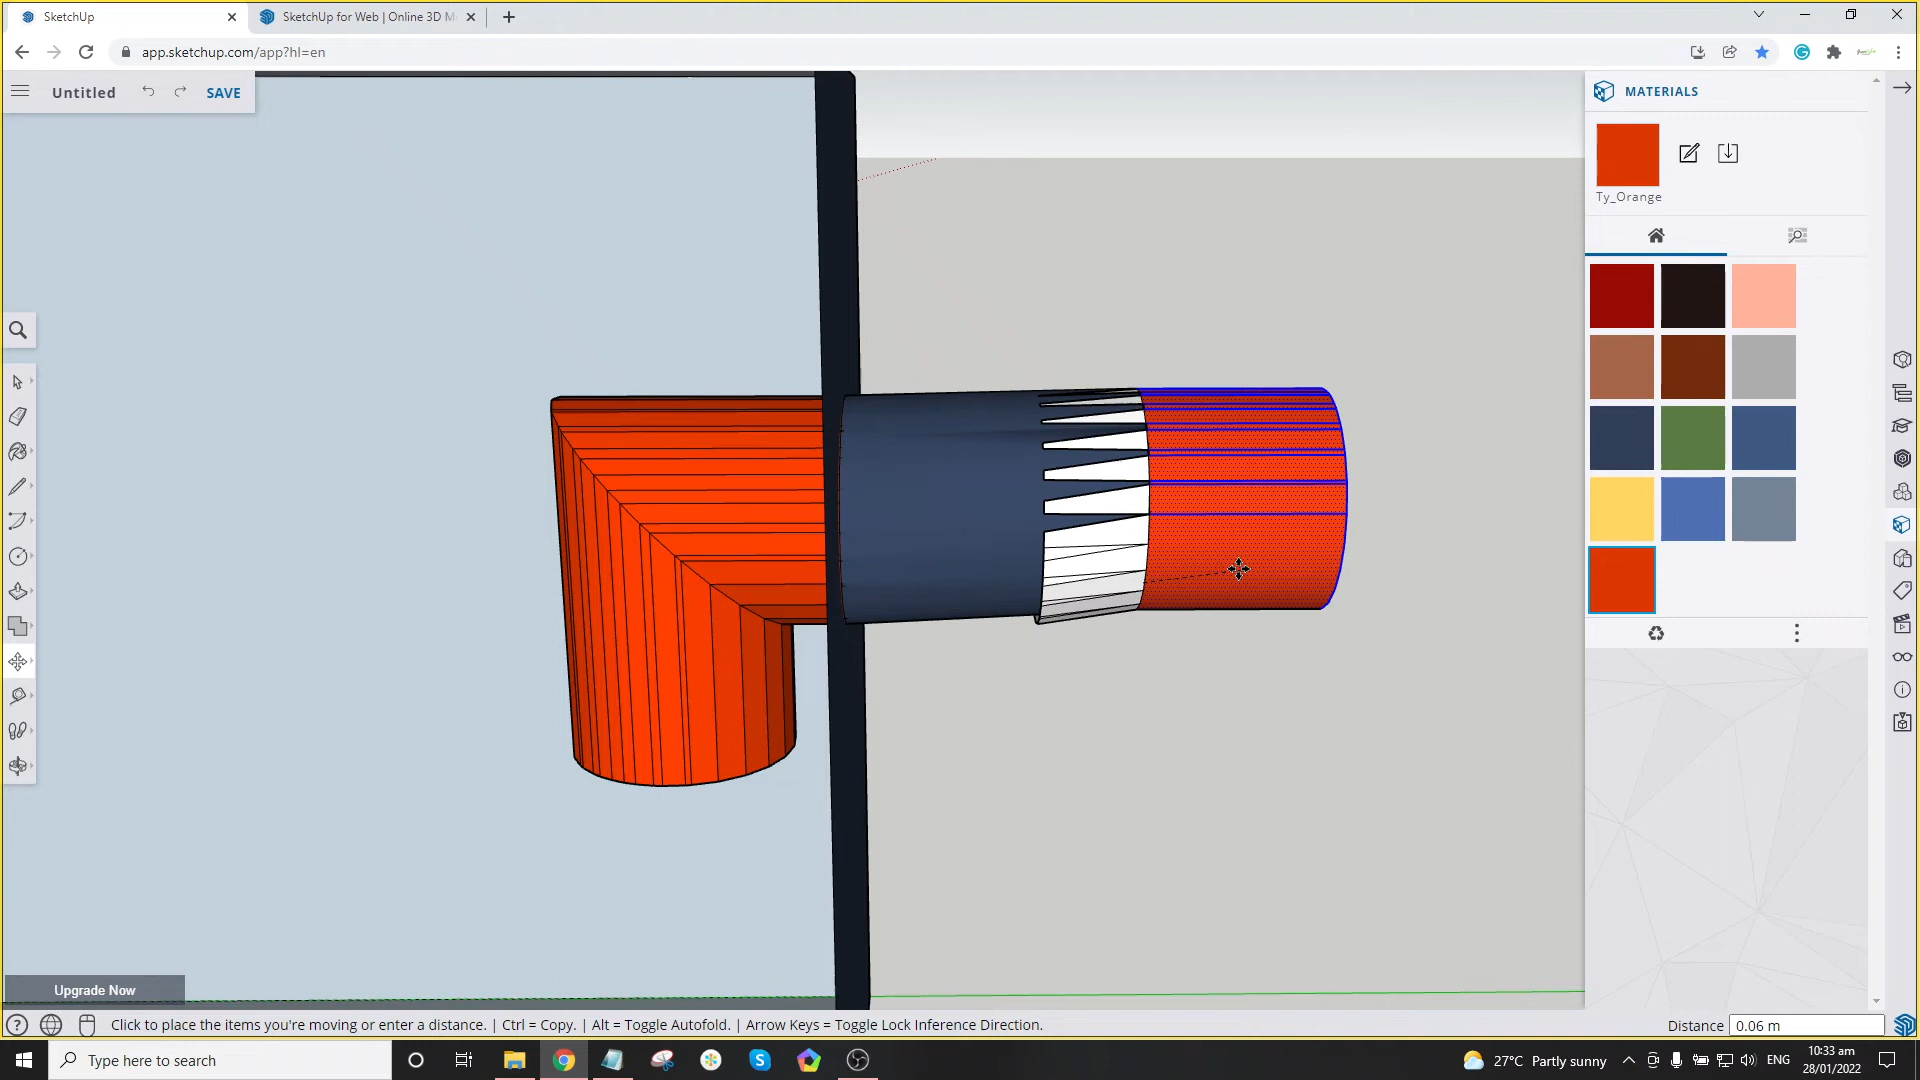 SketchUp
SketchUp for Web | Online 3D M
app.sketchup.com/app?hl=en
Untitled
SAVE
MATERIALS
Ty_Orange
Upgrade Now
Click to place the items you're moving or enter a distance. | Ctrl = Copy. | Alt = Toggle Autofold. | Arrow Keys = Toggle Lock Inference Direction.
Distance
0.06 m
Type here to search
27°C Partly sunny
ENG
10:33 am
28/01/2022